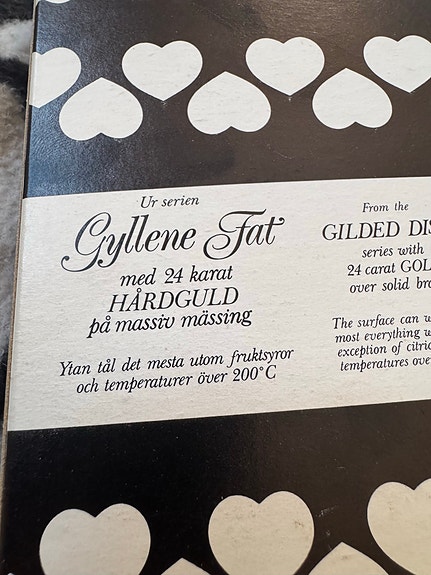 Ur serien
Gyllene Fat
med 24 karat
HÅRDGULD
på massiv mässing
Ytan tål det mesta utom fruktsyror
och temperaturer över 200°C
From the
GILDED
series with
24 carat
over solid
The surface can
most everything
exception of
temperatures